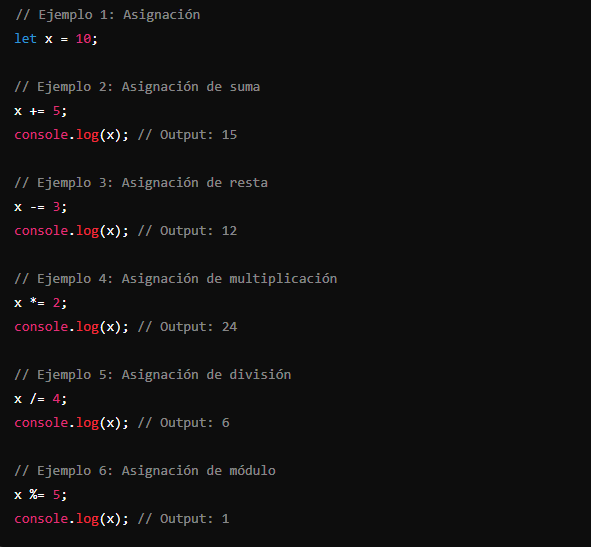 // Ejemplo 1: Asignación
let x = 10;
// Ejemplo 2: Asignación de suma
x += 5;
console.log(x); // Output: 15
// Ejemplo 3: Asignación de resta
x -= 3;
console.log(x); // Output: 12
// Ejemplo 4: Asignación de multiplicación
x *= 2;
console.log(x); // Output: 24
// Ejemplo 5: Asignación de división
x /= 4;
console.log(x); // Output: 6
// Ejemplo 6: Asignación de módulo
x %= 5;
console.log(x); // Output: 1